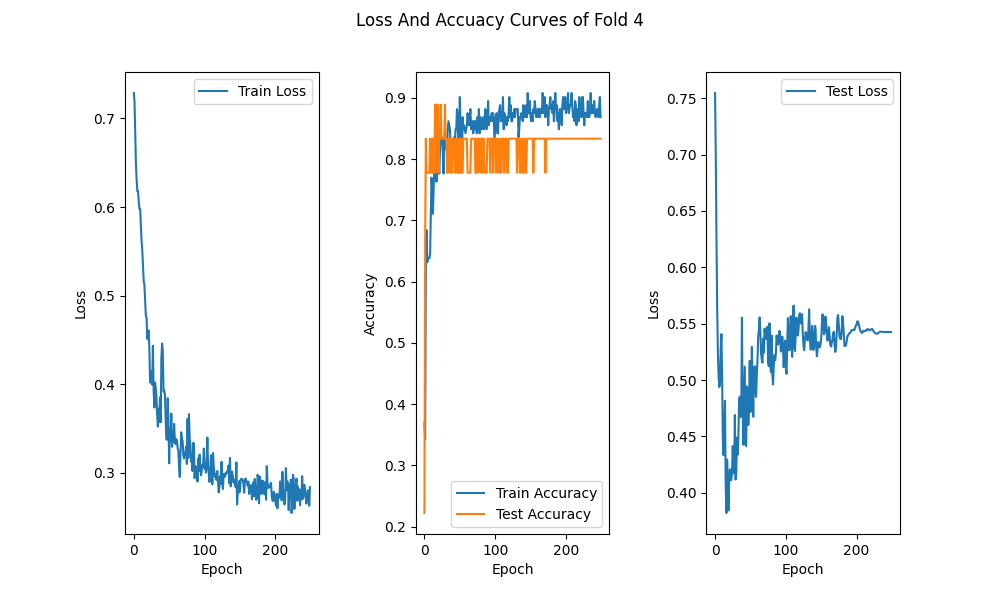 Loss And Accuacy Curves of Fold 4
Train Loss
0.7
0.6
0.5
0.4
0.3
Loss
0 100 200
Epoch
0.9
0.8
0.7
0.6
0.5
0.4
0.3
0.2
Accuracy
Train Accuracy
Test Accuracy
0 100 200
Epoch
Test Loss
0.75
0.70
0.65
0.60
0.55
0.50
0.45
0.40
Loss
0 100 200
Epoch